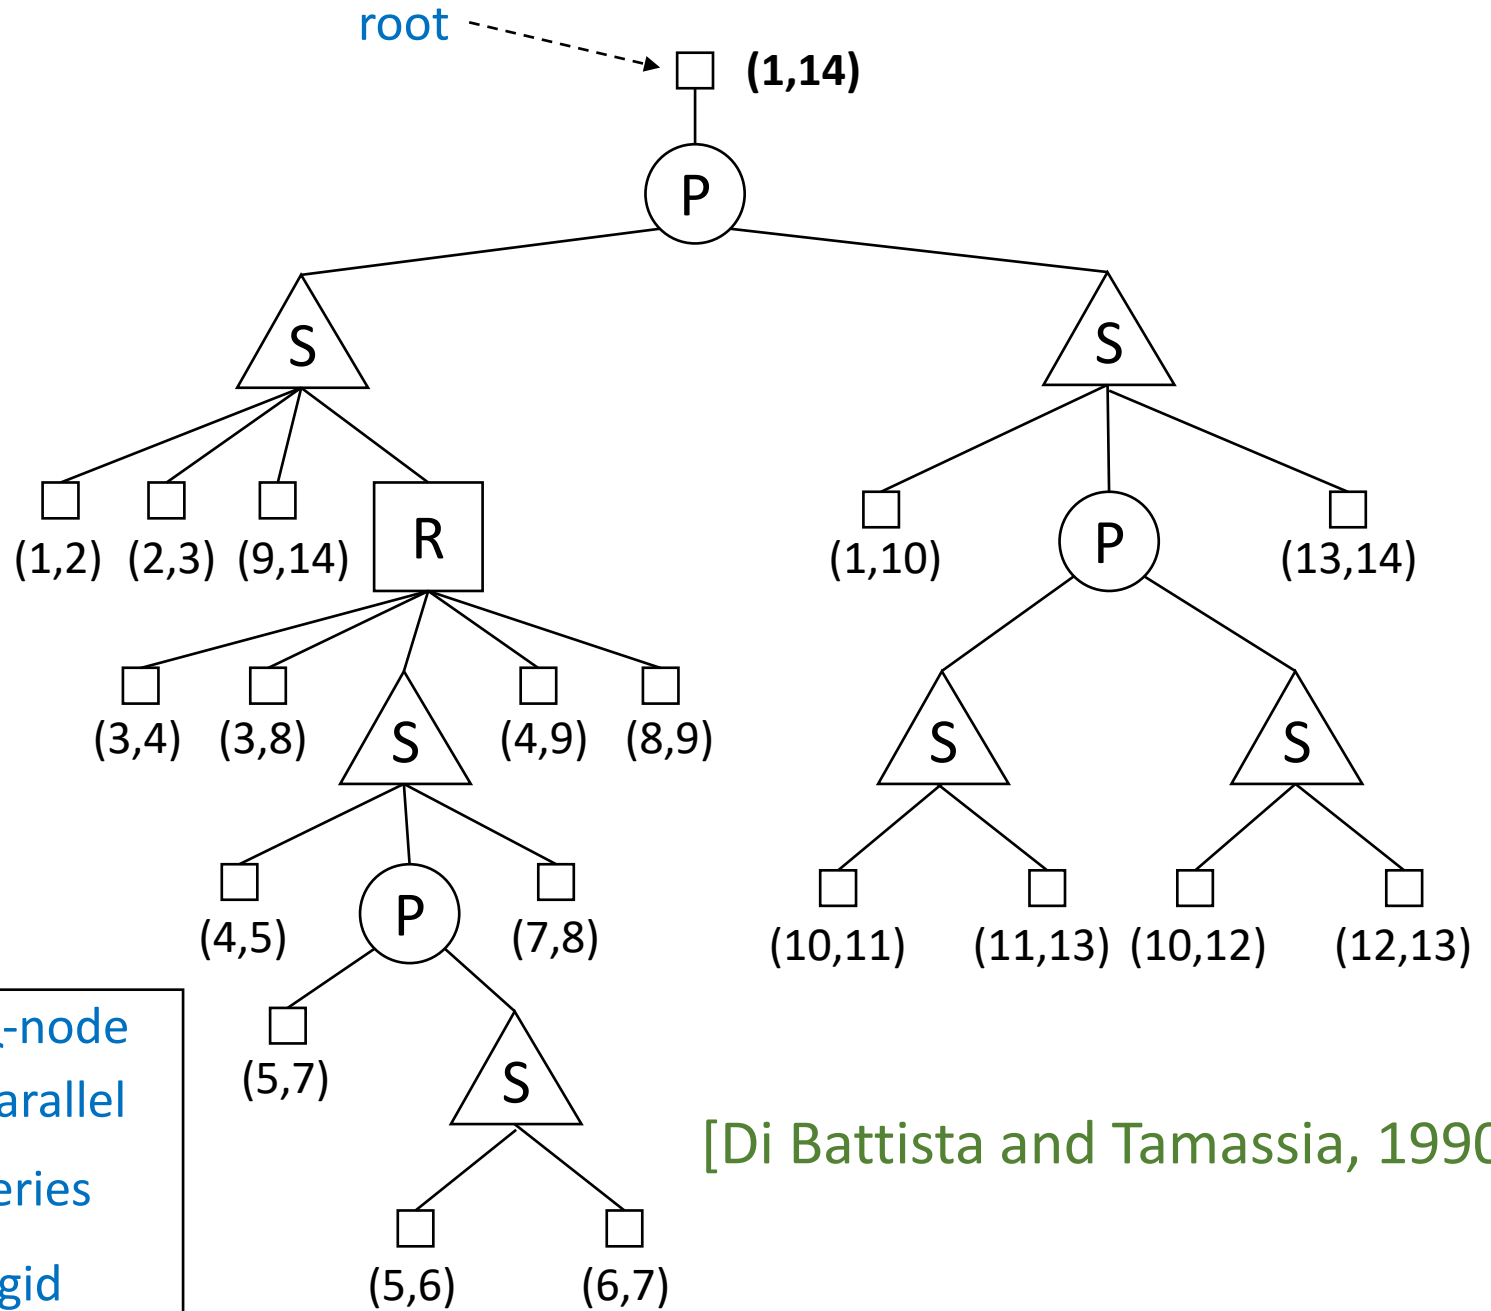 root
(1,14)
P
S
S
(1,2) (2,3) (9,14)
R
(1,10)
P
(13,14)
(3,4) (3,8)
S
(4,9) (8,9)
S
S
(4,5)
P
(7,8)
(10,11) (11,13) (10,12) (12,13)
(5,7)
S
(5,6) (6,7)
-node
arallel
eries
gid
[Di Battista and Tamassia, 1990